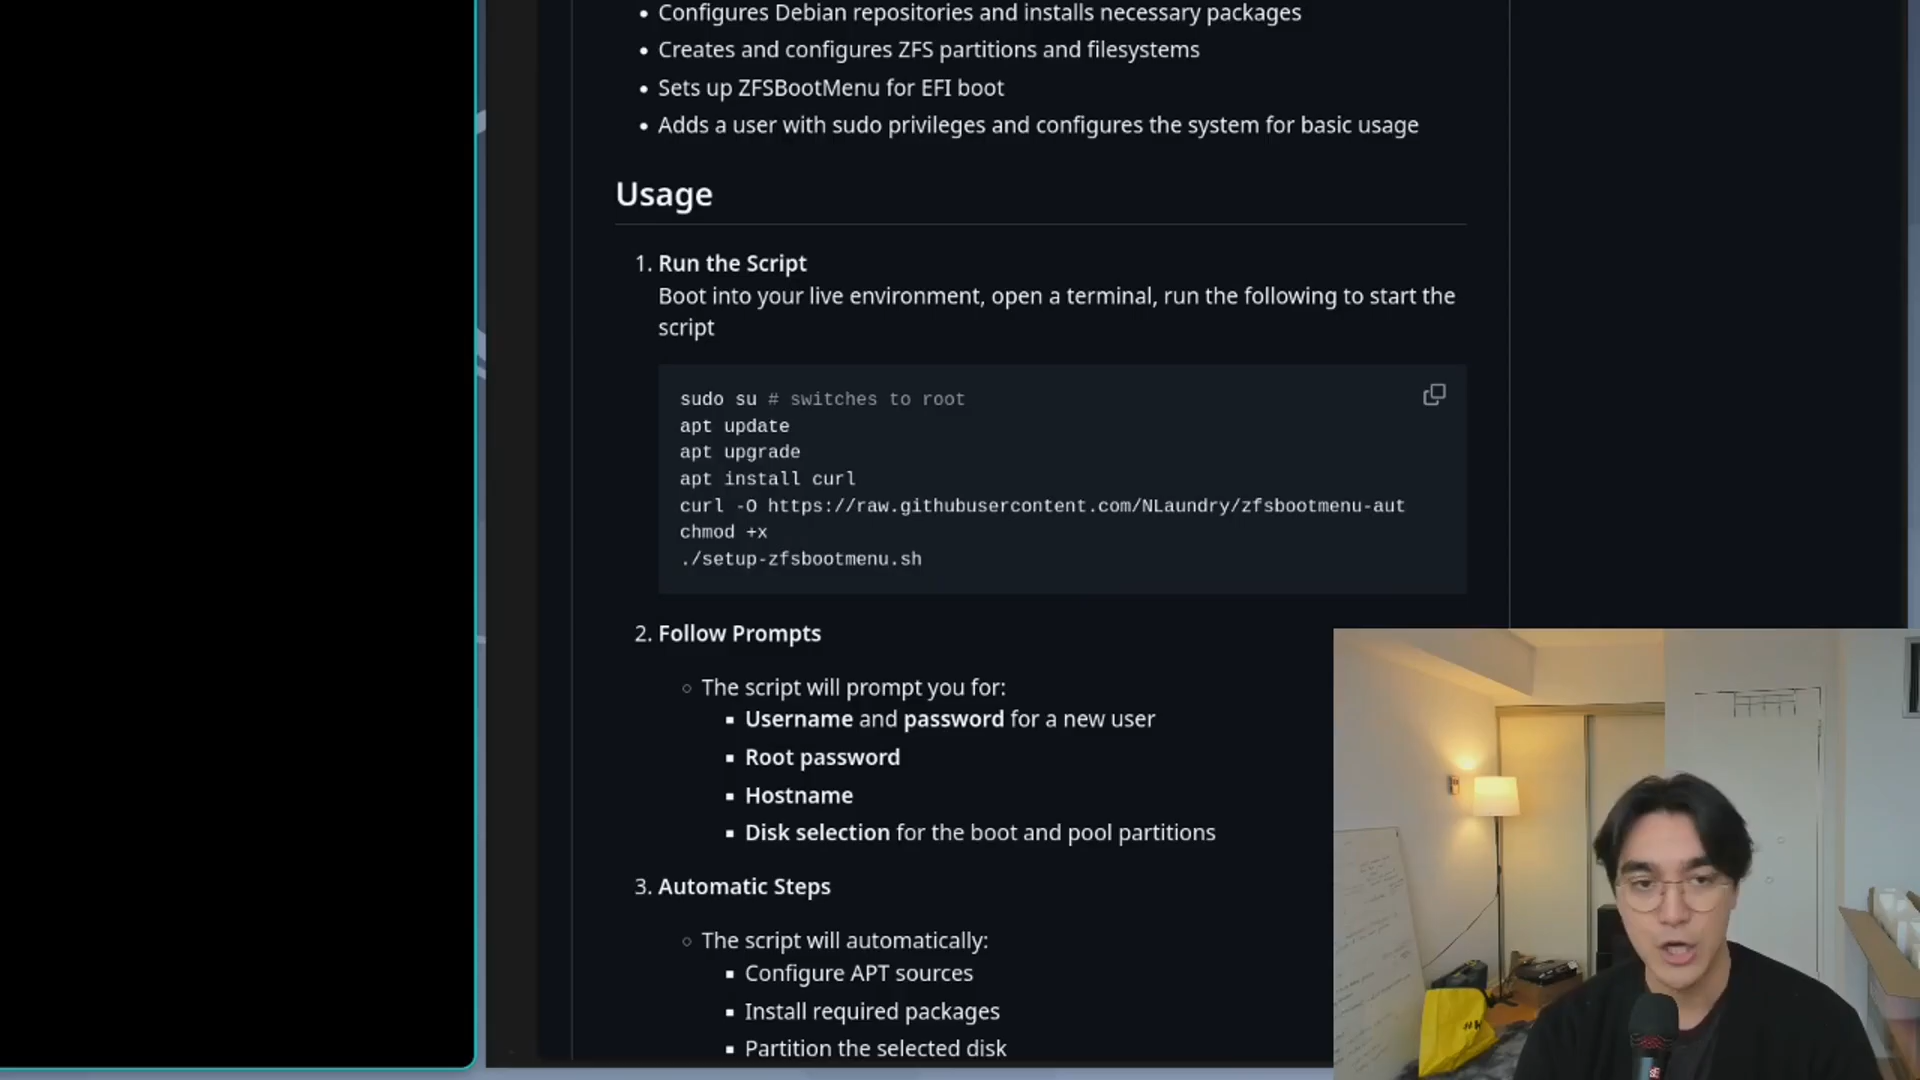 • Configures Debian repositories and installs necessary packages
• Creates and configures ZFS partitions and filesystems
• Sets up ZFSBootMenu for EFI boot
• Adds a user with sudo privileges and configures the system for basic usage
Usage
1. Run the Script
Boot into your live environment, open a terminal, run the following to start the
script
sudo su # switches to root
apt update
apt upgrade
apt install curl
curl -O https://raw.githubusercontent.com/NLaundry/zfsbootmenu-aut
chmod +x
./setup-zfsbootmenu.sh
2. Follow Prompts
○ The script will prompt you for:
▪ Username and password for a new user
▪ Root password
▪ Hostname
▪ Disk selection for the boot and pool partitions
3. Automatic Steps
○ The script will automatically:
▪ Configure APT sources
▪ Install required packages
▪ Partition the selected disk